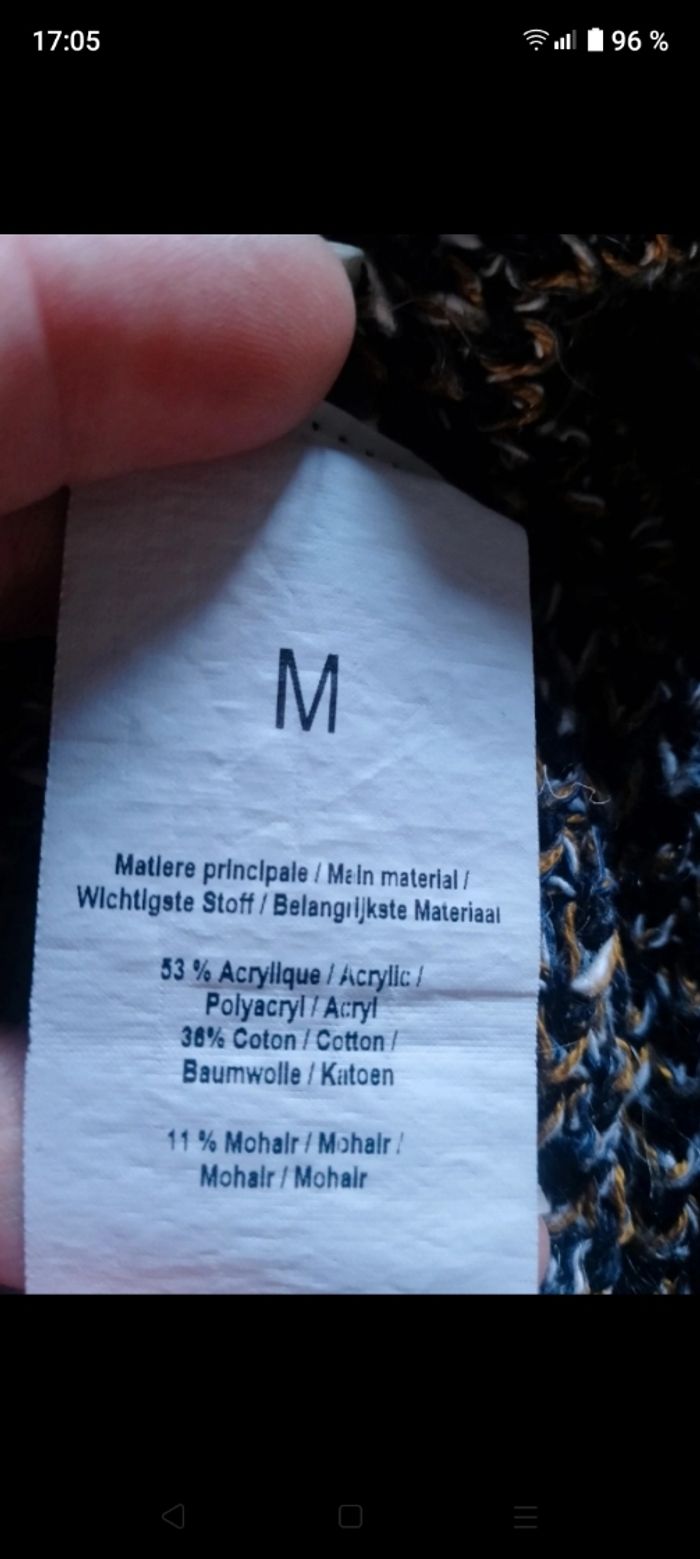 17:05
96 %
M
Matiere principale / Main material /
Wichtigste Stoff / Belangrijkste Materiaal
53 % Acrylique / Acrylic /
Polyacryl / Acryl
36% Coton / Cotton /
Baumwolle / Katoen
11 % Mohair / Mohair /
Mohair / Mohair